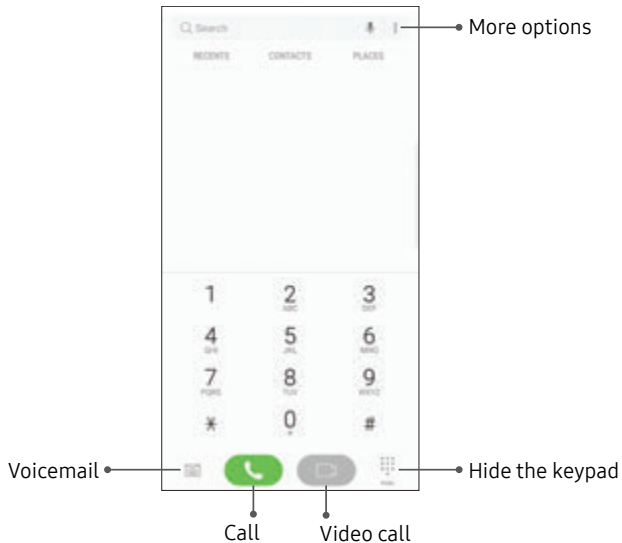 Search
More options
RECENTS CONTACTS PLACES
1 2 3
ABC DEF
4 5 6
GHI JKL MNO
7 8 9
PQRS TUV WXYZ
* 0 #
+
Voicemail
Hide the keypad
Hide
Call
Video call